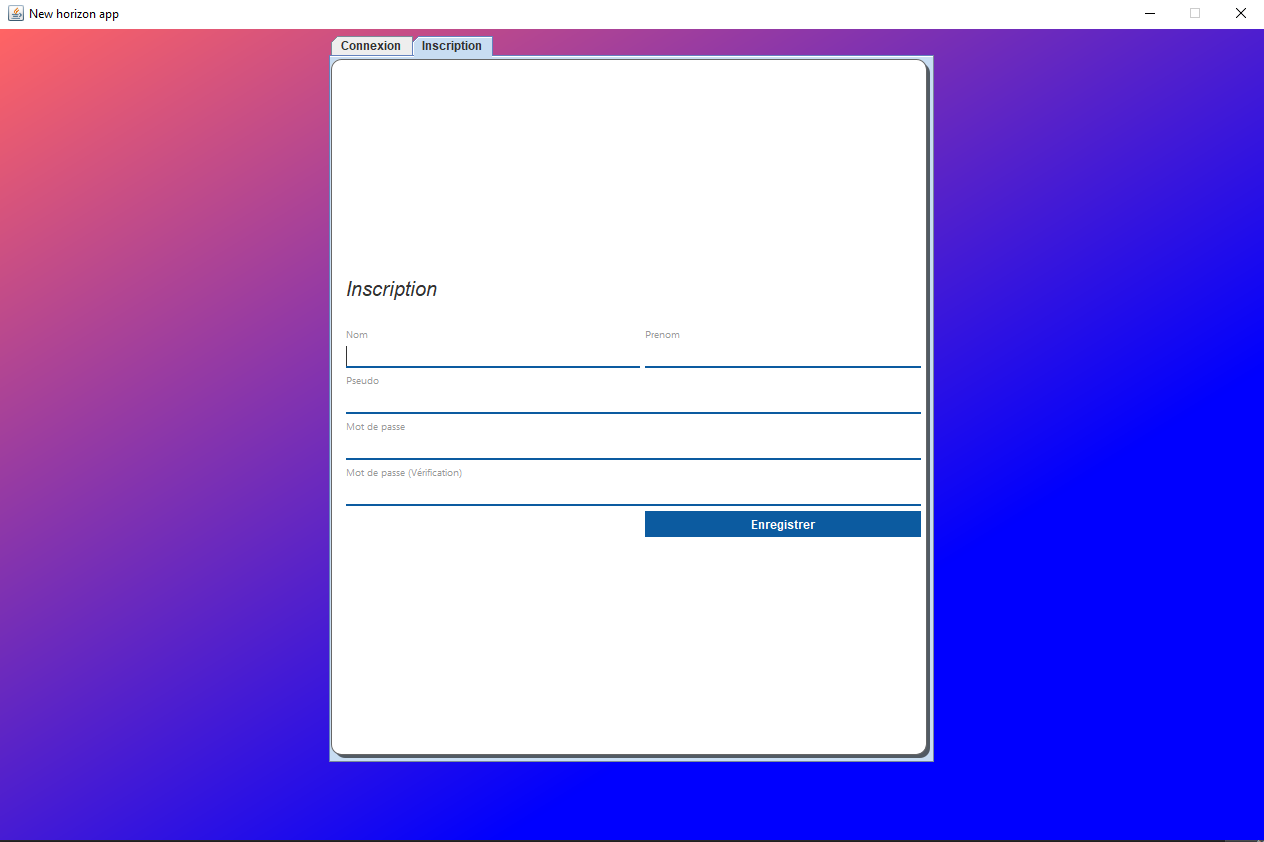 New horizon app
Connexion Inscription
Inscription
Nom Prenom
Pseudo
Mot de passe
Mot de passe (Vérification)
Enregistrer